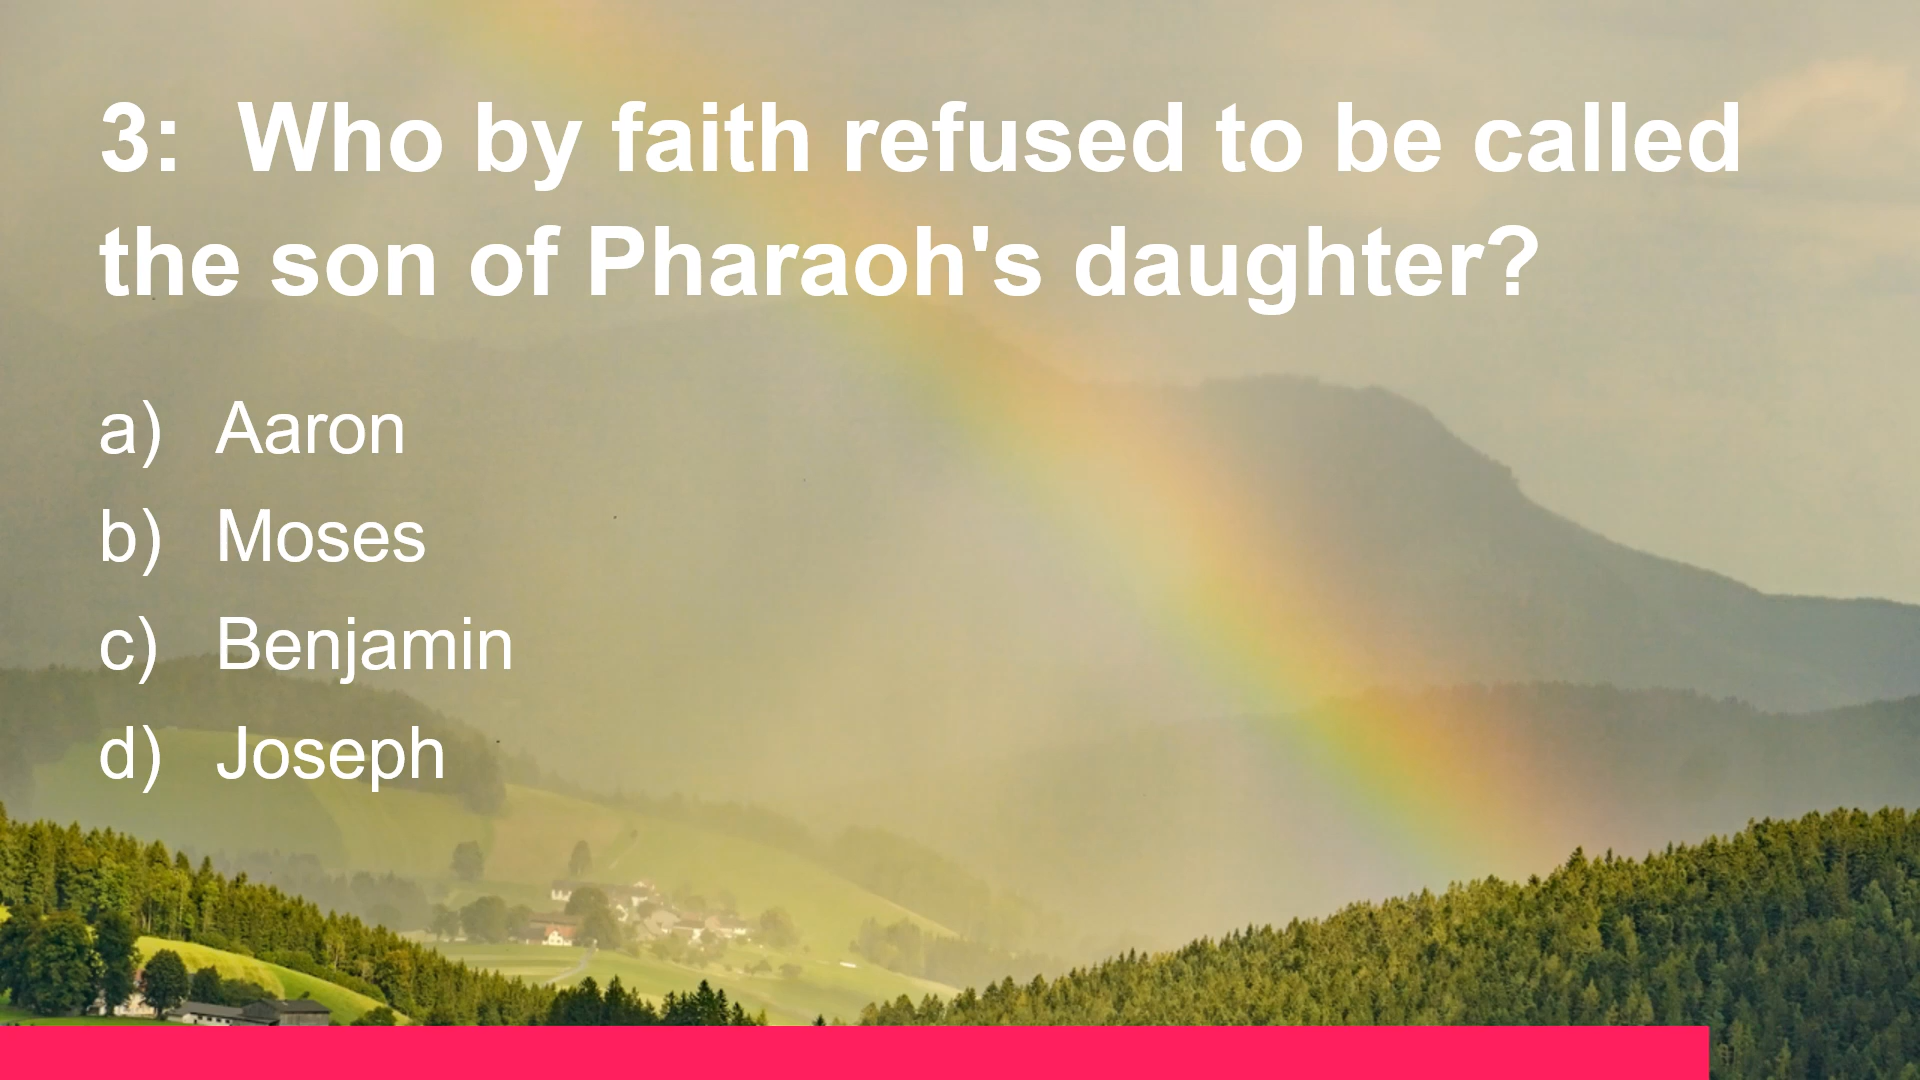 3:  Who by faith refused to be called
the son of Pharaoh's daughter?
a) Aaron
b) Moses
c) Benjamin
d) Joseph